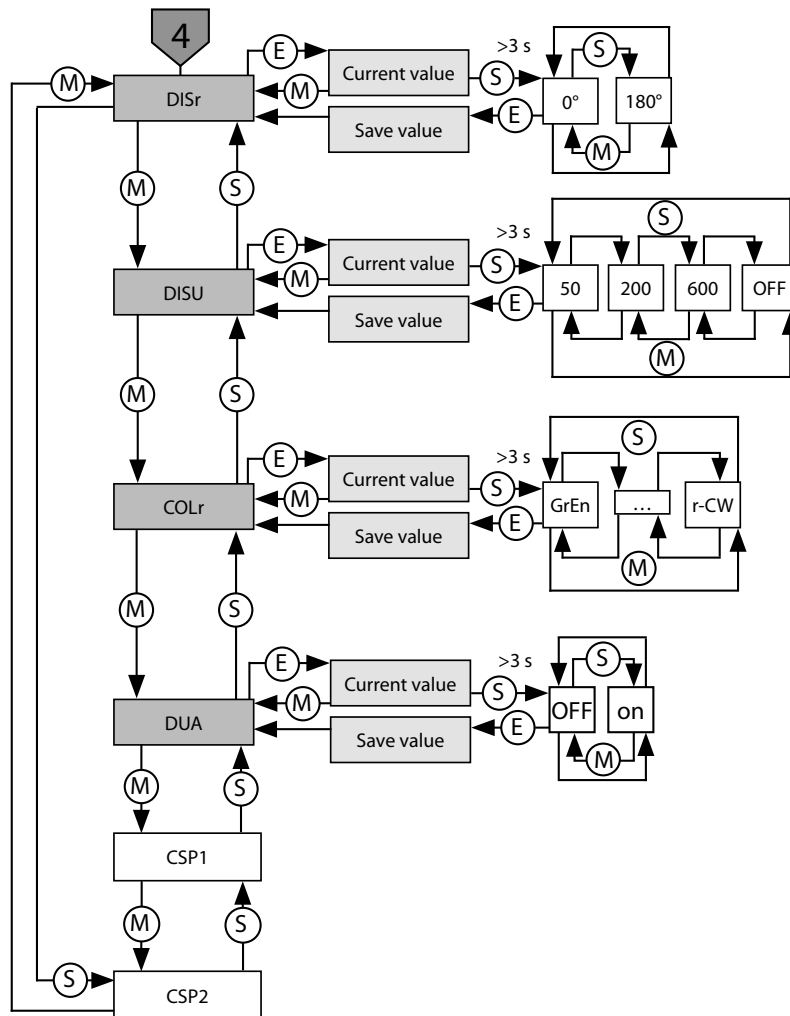 4
E
Current value
>3 s
S
M
DISr
M
S
0°
180°
Save value
E
M
M
S
E
Current value
>3 s
S
M
S
DISU
50
200
600
OFF
Save value
E
M
M
S
E
Current value
>3 s
S
M
S
COLr
GrEn
...
r-CW
Save value
E
M
M
S
E
Current value
>3 s
S
M
S
DUA
OFF
on
Save value
E
M
M
S
CSP1
M
S
S
CSP2